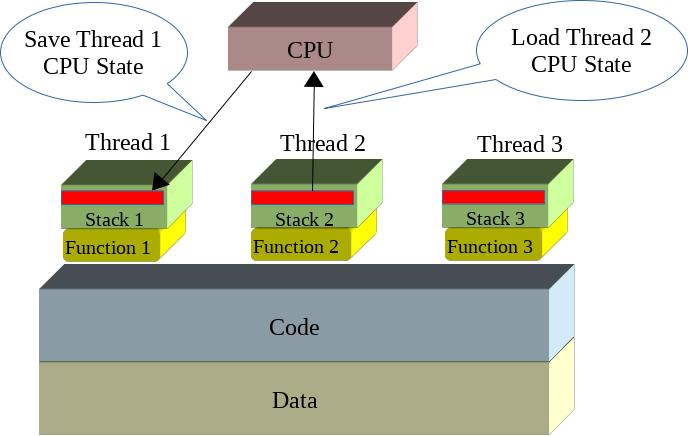 Save Thread 1
CPU State
CPU
Load Thread 2
CPU State
Thread 1
Thread 2
Thread 3
Stack 1
Stack 2
Stack 3
Function 1
Function 2
Function 3
Code
Data